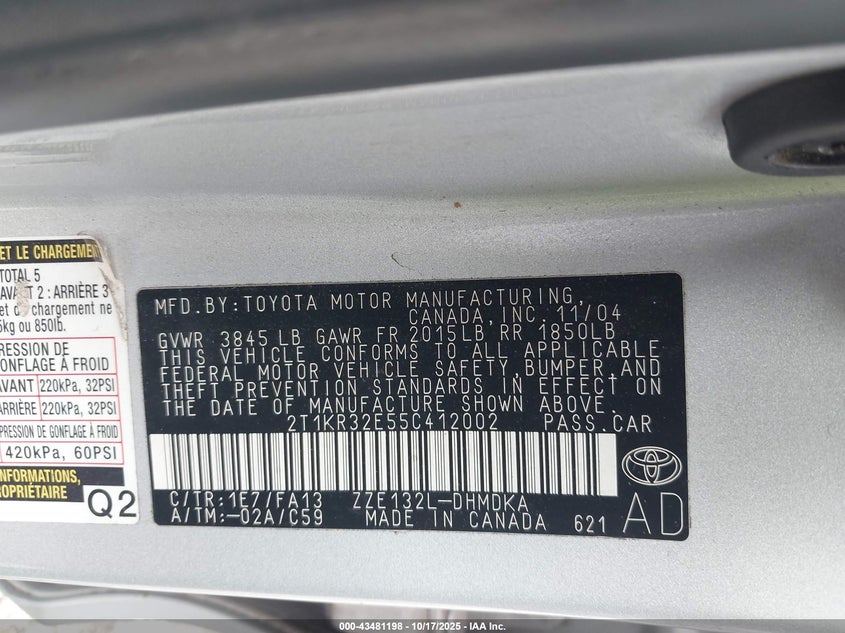 ET LE CHARGEMENT
TOTAL 5
AVANT 2 : ARRIÈRE 3
et du chargement ne
kg ou 850lb.
PRESSION DE
GONFLAGE À FROID
AVANT 220kPa, 32PSI
ARRIÈRE 220kPa, 32PSI
PRESSION DE GONFLAGE À FROID
420kPa, 60PSI
INFORMATIONS,
PROPRIÉTAIRE
Q2
MFD. BY: TOYOTA MOTOR MANUFACTURING,
CANADA, INC. 11/04
GVWR 3845 LB GAWR FR 2015LB, RR 1850LB
THIS VEHICLE CONFORMS TO ALL APPLICABLE
FEDERAL MOTOR VEHICLE SAFETY, BUMPER, AND
THEFT PREVENTION STANDARDS IN EFFECT ON
THE DATE OF MANUFACTURE SHOWN ABOVE.
2T1KR32E55C412002 PASS. CAR
C/TR: 1E7/FA13 ZZE132L-DHMDKA
A/TM: -02A/C59 MADE IN CANADA 621
AD
000-43481198 | 10/17/2025 | IAA Inc.